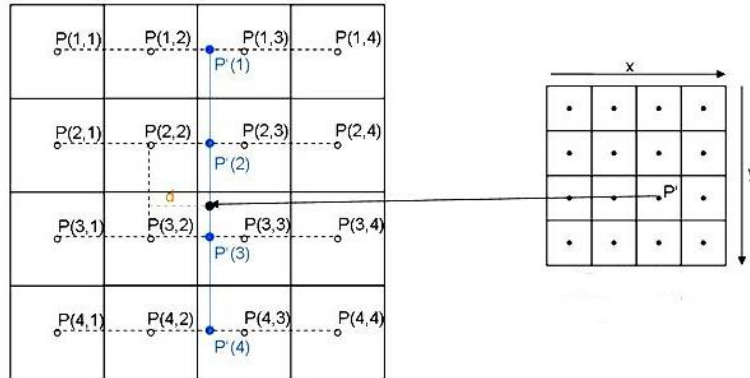 P(1,1) P(1,2) P(1,3) P(1,4)
P'(1)
x
P(2,1) P(2,2) P(2,3) P(2,4)
P'(2)
y
d
P'
P(3,1) P(3,2) P(3,3) P(3,4)
P'(3)
P(4,1) P(4,2) P(4,3) P(4,4)
P'(4)